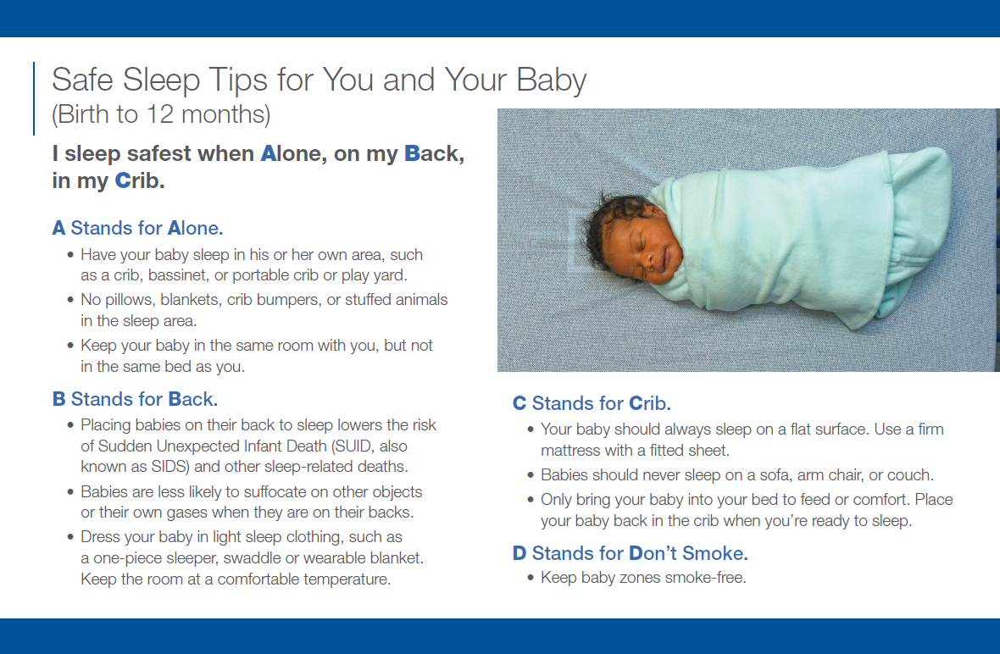 Safe Sleep Tips for You and Your Baby
(Birth to 12 months)
I sleep safest when Alone, on my Back,
in my Crib.
A Stands for Alone.
• Have your baby sleep in his or her own area, such
as a crib, bassinet, or portable crib or play yard.
• No pillows, blankets, crib bumpers, or stuffed animals
in the sleep area.
• Keep your baby in the same room with you, but not
in the same bed as you.
B Stands for Back.
• Placing babies on their back to sleep lowers the risk
of Sudden Unexpected Infant Death (SUID, also
known as SIDS) and other sleep-related deaths.
• Babies are less likely to suffocate on other objects
or their own gases when they are on their backs.
• Dress your baby in light sleep clothing, such as
a one-piece sleeper, swaddle or wearable blanket.
Keep the room at a comfortable temperature.
C Stands for Crib.
• Your baby should always sleep on a flat surface. Use a firm
mattress with a fitted sheet.
• Babies should never sleep on a sofa, arm chair, or couch.
• Only bring your baby into your bed to feed or comfort. Place
your baby back in the crib when you're ready to sleep.
D Stands for Don't Smoke.
• Keep baby zones smoke-free.